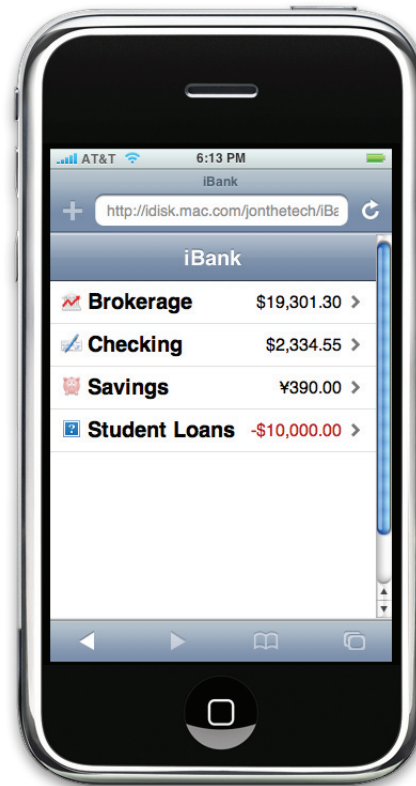 AT&T 6:13 PM
iBank
http://idisk.mac.com/jonthetech/iBa
iBank
Brokerage $19,301.30
Checking $2,334.55
Savings ¥390.00
Student Loans -$10,000.00